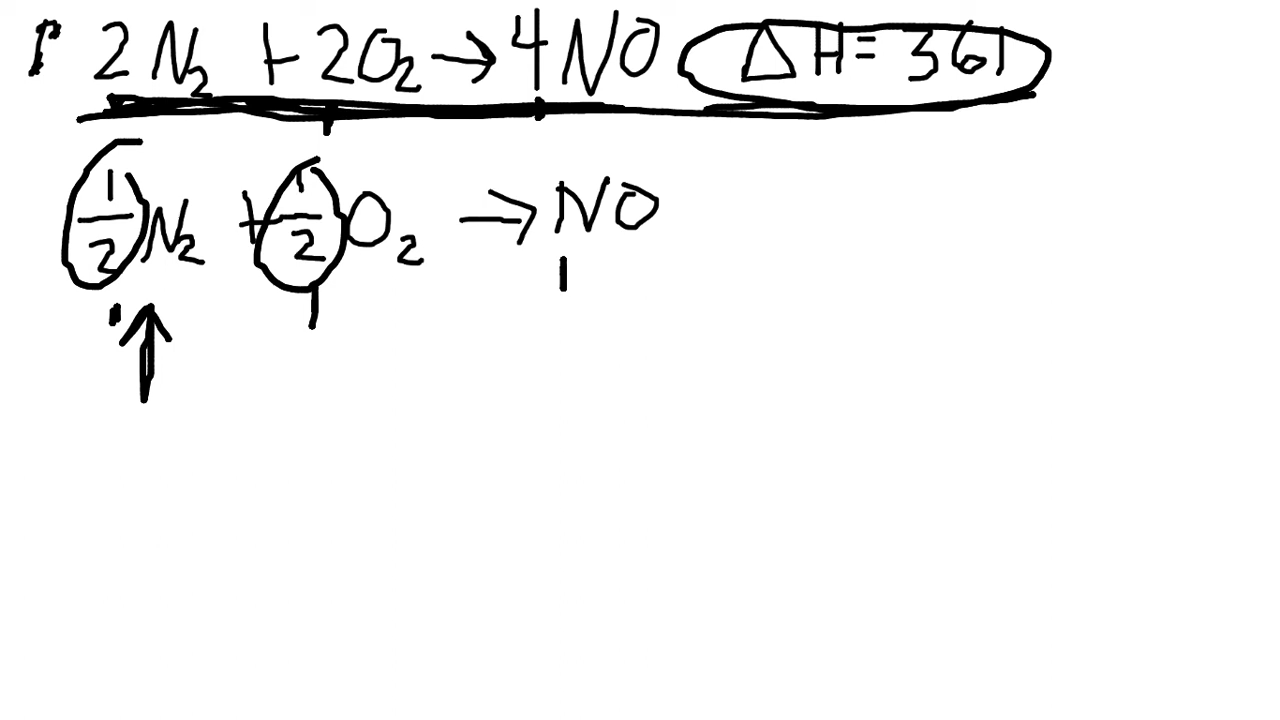 2N₂ + 2O₂ → 4NO ΔH = 361
1/2 N₂ + 1/2 O₂ → NO